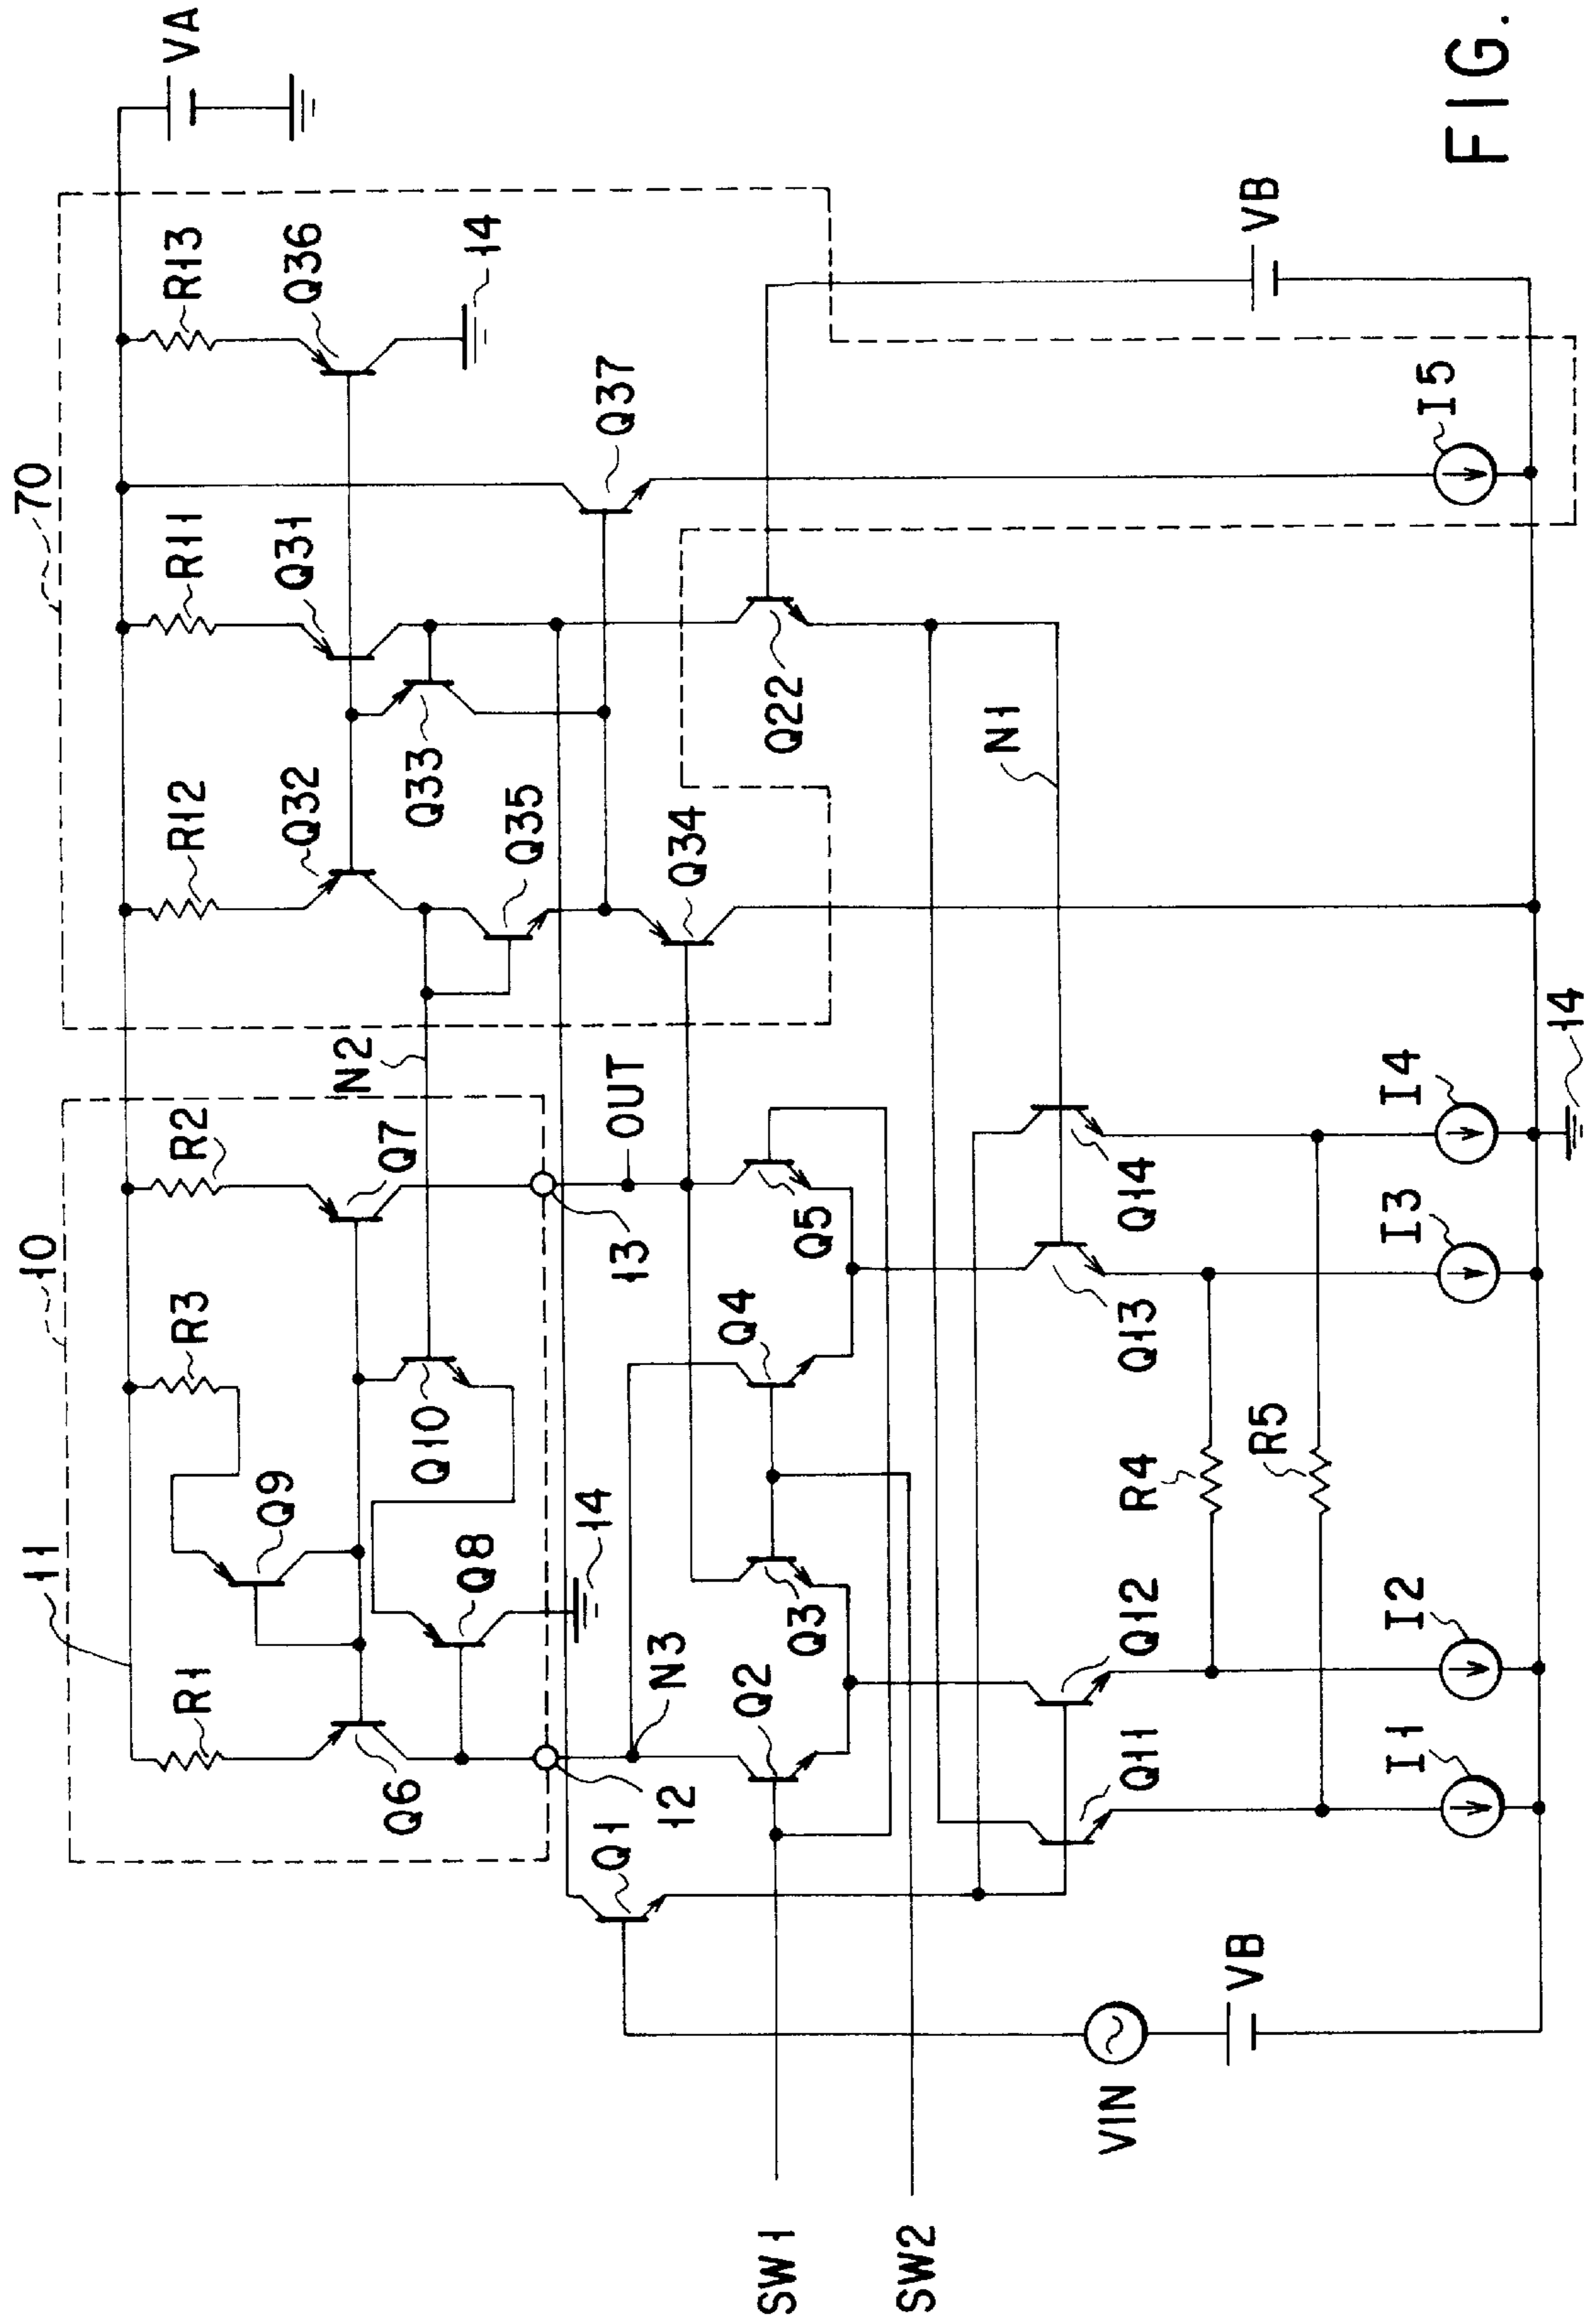 70
10
11
VA
R13
Q36
14
R11
Q31
R12
Q32
Q33
Q35
Q37
Q34
R2
Q7
R3
Q9
R1
Q6
Q10
Q8
14
N2
OUT
13
12
N3
Q1
Q2
Q3
Q4
Q5
Q22
N1
VB
Q14
Q13
Q12
Q11
R4
R5
I5
I4
I3
I2
I1
14
VIN
VB
SW1
SW2
FIG.